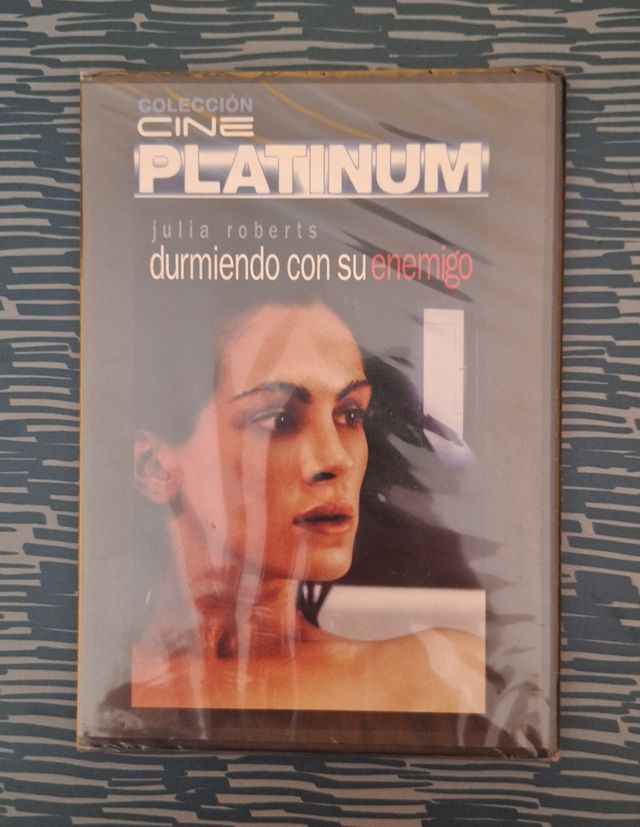 COLECCIÓN
CINE
PLATINUM
julia roberts
durmiendo con su enemigo